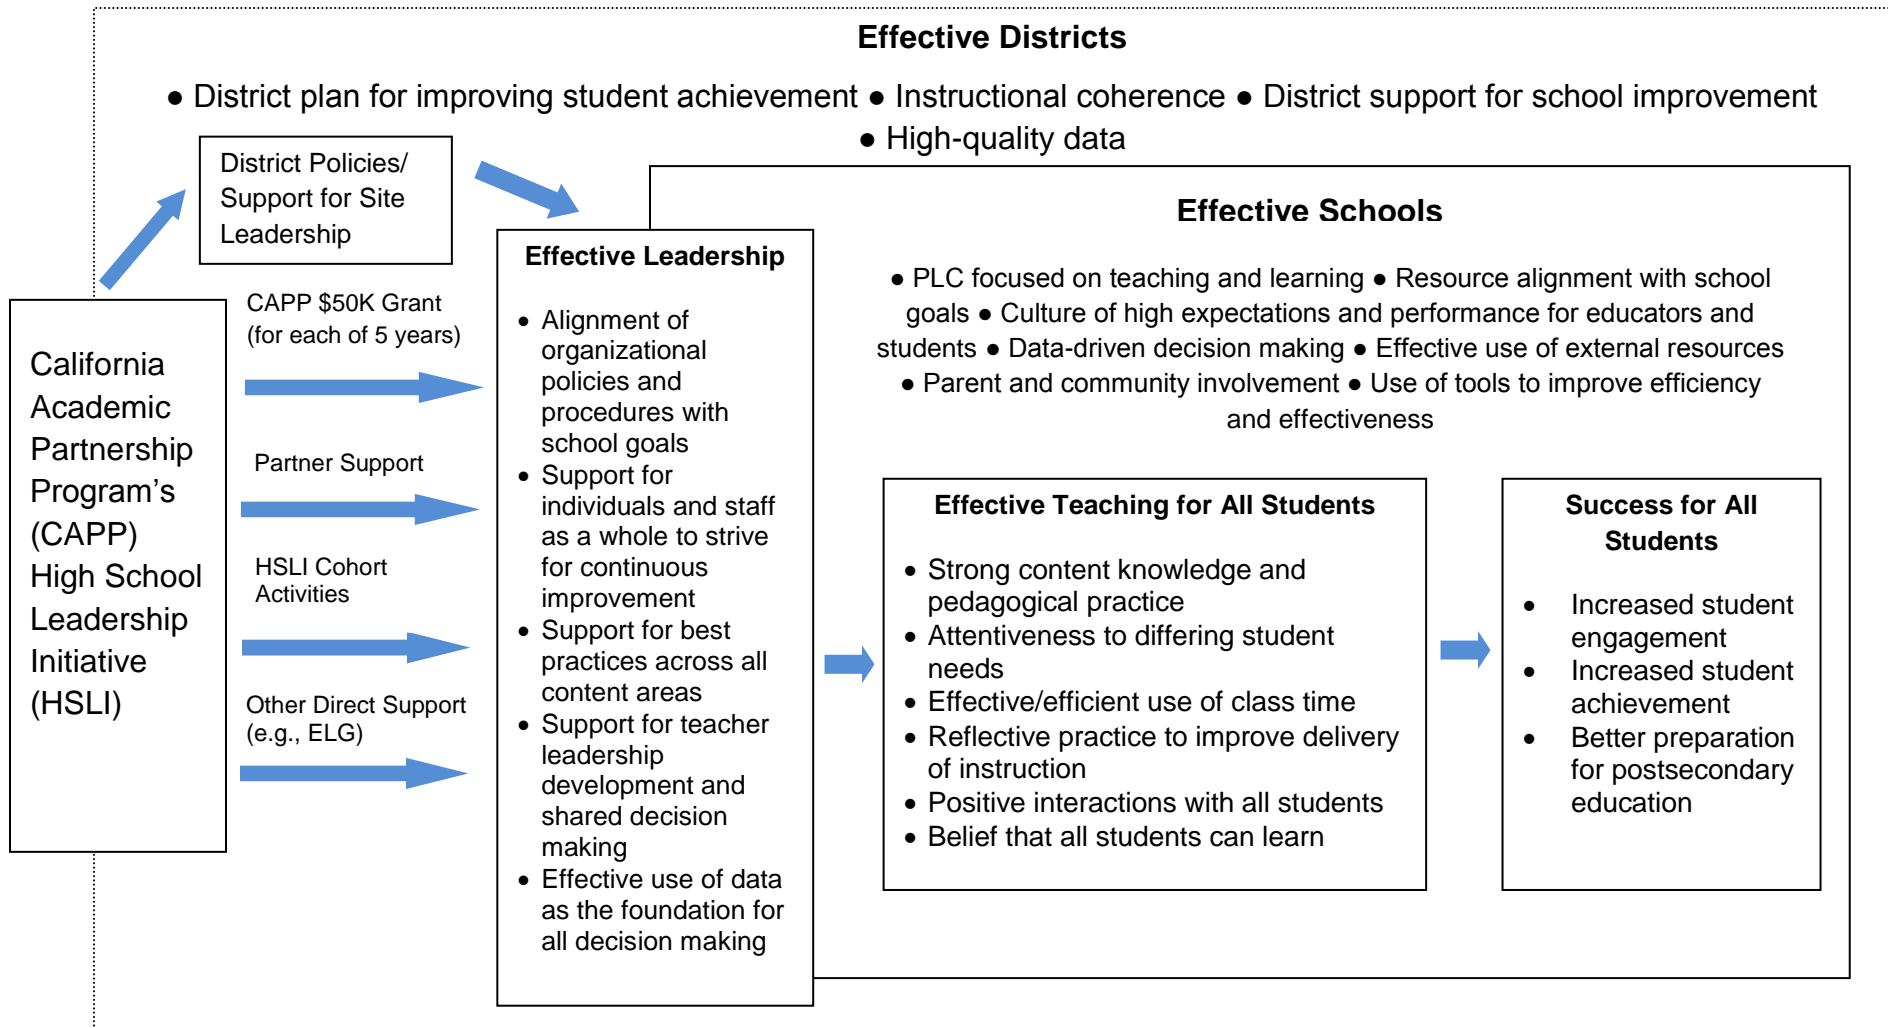 Effective Districts
● District plan for improving student achievement ● Instructional coherence ● District support for school improvement
● High-quality data
District Policies/
Support for Site
Leadership
California
Academic
Partnership
Program’s
(CAPP)
High School
Leadership
Initiative
(HSLI)
CAPP $50K Grant
(for each of 5 years)
Partner Support
HSLI Cohort
Activities
Other Direct Support
(e.g., ELG)
Effective Leadership
• Alignment of
organizational
policies and
procedures with
school goals
• Support for
individuals and staff
as a whole to strive
for continuous
improvement
• Support for best
practices across all
content areas
• Support for teacher
leadership
development and
shared decision
making
• Effective use of data
as the foundation for
all decision making
Effective Schools
● PLC focused on teaching and learning ● Resource alignment with school
goals ● Culture of high expectations and performance for educators and
students ● Data-driven decision making ● Effective use of external resources
● Parent and community involvement ● Use of tools to improve efficiency
and effectiveness
Effective Teaching for All Students
• Strong content knowledge and
pedagogical practice
• Attentiveness to differing student
needs
• Effective/efficient use of class time
• Reflective practice to improve delivery
of instruction
• Positive interactions with all students
• Belief that all students can learn
Success for All
Students
• Increased student
engagement
• Increased student
achievement
• Better preparation
for postsecondary
education